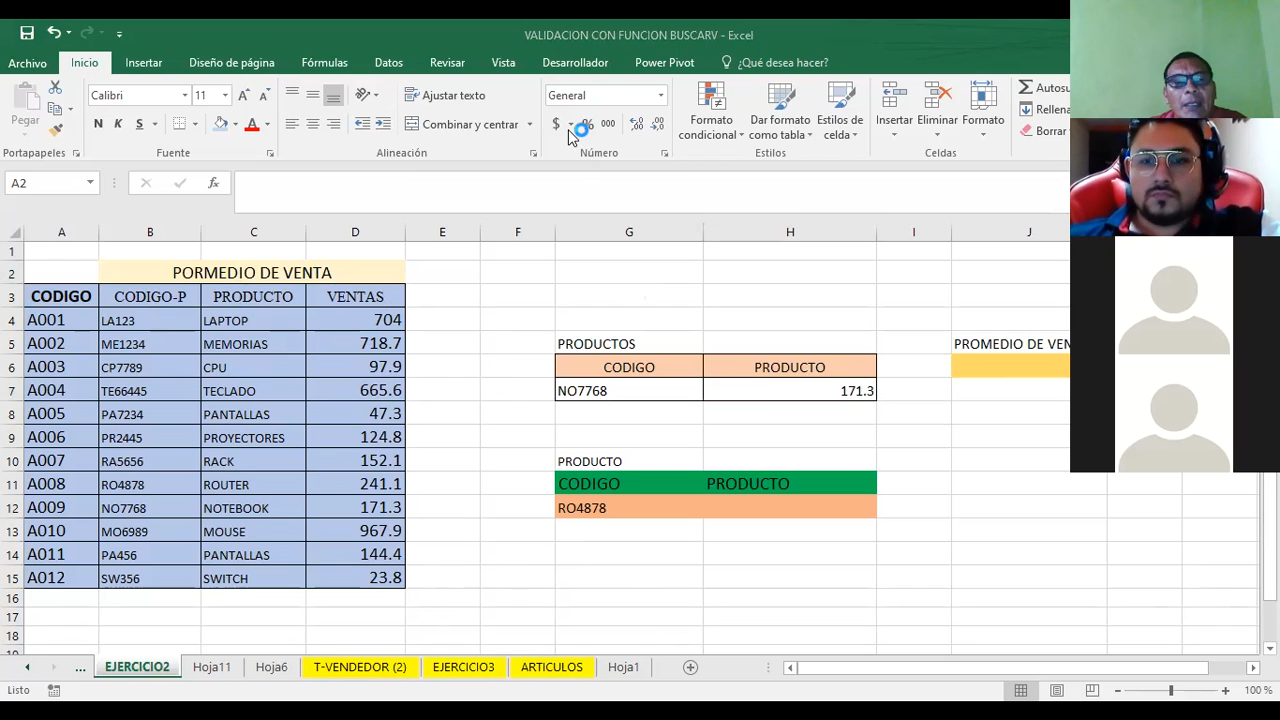 VALIDACION CON FUNCION BUSCARV - Excel
Archivo Inicio Insertar Diseño de página Fórmulas Datos Revisar Vista Desarrollador Power Pivot ¿Qué desea hacer?
Pegar
Calibri 11
N K S
Ajustar texto
Combinar y centrar
General
$ % 000
Formato condicional
Dar formato como tabla
Estilos de celda
Insertar
Eliminar
Formato
Autosu
Rellena
Borrar
Portapapeles Fuente Alineación Número Estilos Celdas
A2 fx
A B C D E F G H I J
1
2 PORMEDIO DE VENTA
3 CODIGO CODIGO-P PRODUCTO VENTAS
4 A001 LA123 LAPTOP 704
5 A002 ME1234 MEMORIAS 718.7 PRODUCTOS PROMEDIO DE VEN
6 A003 CP7789 CPU 97.9 CODIGO PRODUCTO
7 A004 TE66445 TECLADO 665.6 NO7768 171.3
8 A005 PA7234 PANTALLAS 47.3
9 A006 PR2445 PROYECTORES 124.8
10 A007 RA5656 RACK 152.1 PRODUCTO
11 A008 RO4878 ROUTER 241.1 CODIGO PRODUCTO
12 A009 NO7768 NOTEBOOK 171.3 RO4878
13 A010 MO6989 MOUSE 967.9
14 A011 PA456 PANTALLAS 144.4
15 A012 SW356 SWITCH 23.8
16
17
18
... EJERCICIO2 Hoja11 Hoja6 T-VENDEDOR (2) EJERCICIO3 ARTICULOS Hoja1
Listo 100 %